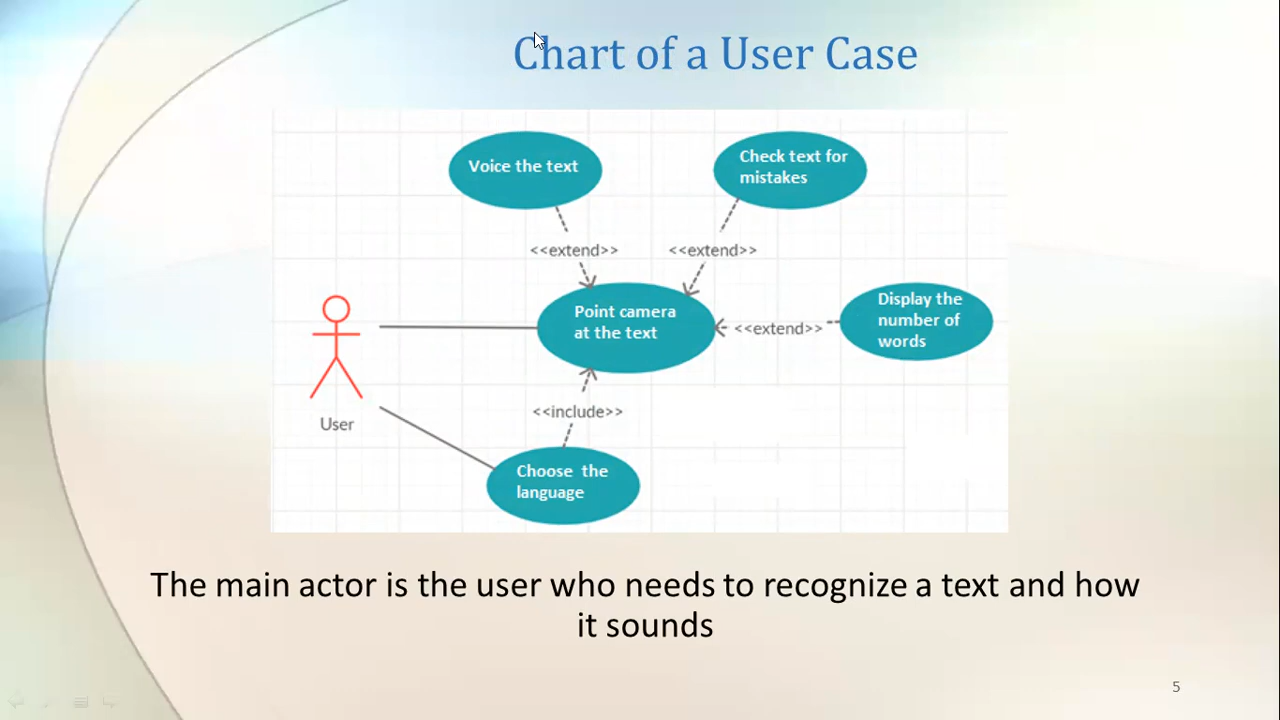 Chart of a User Case
Voice the text
Check text for
mistakes
<<extend>>
<<extend>>
Point camera
at the text
<<extend>>
Display the
number of
words
User
<<include>>
Choose the
language
The main actor is the user who needs to recognize a text and how
it sounds
5